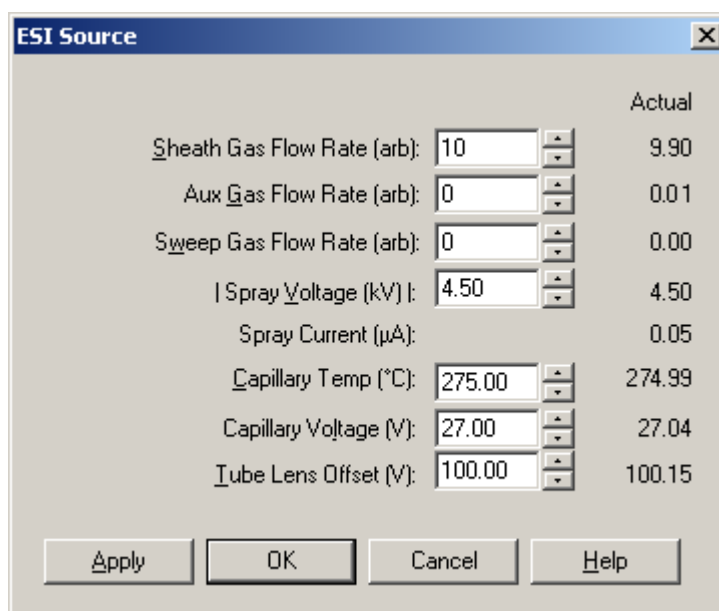 ESI Source
Actual
Sheath Gas Flow Rate (arb): 10 9.90
Aux Gas Flow Rate (arb): 0 0.01
Sweep Gas Flow Rate (arb): 0 0.00
| Spray Voltage (kV) |: 4.50 4.50
Spray Current (µA): 0.05
Capillary Temp (°C): 275.00 274.99
Capillary Voltage (V): 27.00 27.04
Tube Lens Offset (V): 100.00 100.15
Apply OK Cancel Help